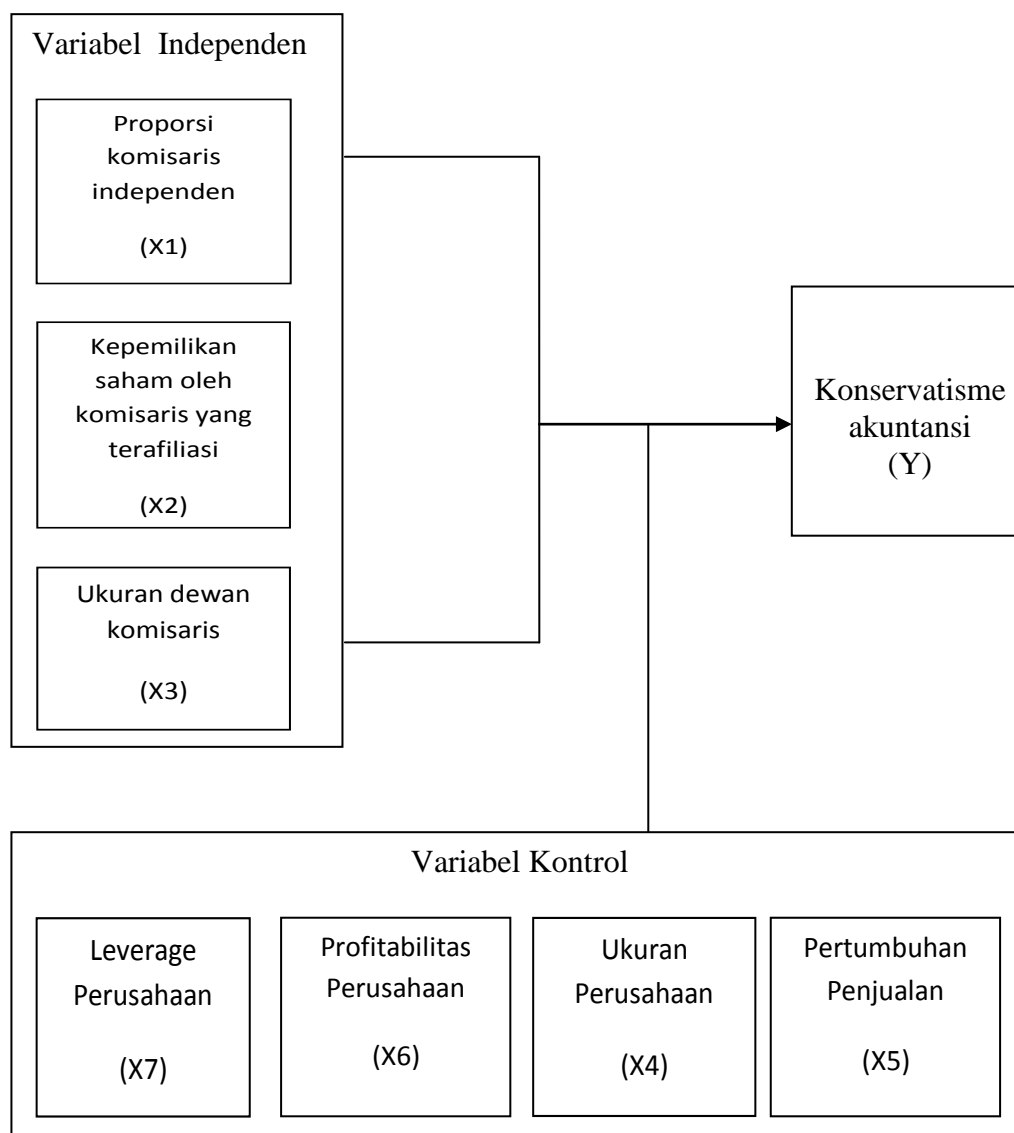 Variabel Independen
Proporsi
komisaris
independen
(X1)
Kepemilikan
saham oleh
komisaris yang
terafiliasi
(X2)
Ukuran dewan
komisaris
(X3)
Konservatisme
akuntansi
(Y)
Variabel Kontrol
Leverage
Perusahaan
(X7)
Profitabilitas
Perusahaan
(X6)
Ukuran
Perusahaan
(X4)
Pertumbuhan
Penjualan
(X5)